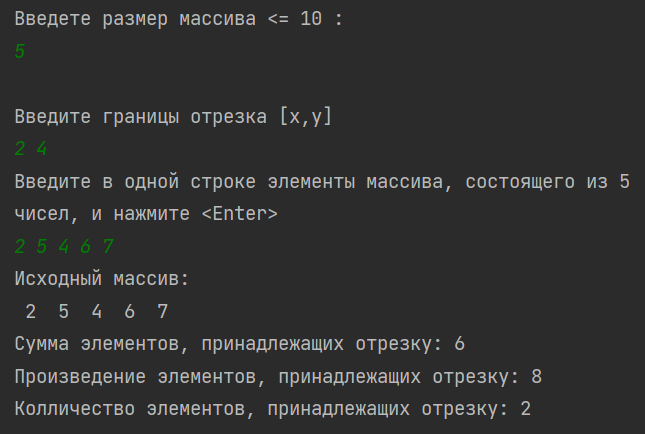 Введете размер массива <= 10 :
5
Введите границы отрезка [x,y]
2 4
Введите в одной строке элементы массива, состоящего из 5
чисел, и нажмите <Enter>
2 5 4 6 7
Исходный массив:
2 5 4 6 7
Сумма элементов, принадлежащих отрезку: 6
Произведение элементов, принадлежащих отрезку: 8
Колличество элементов, принадлежащих отрезку: 2